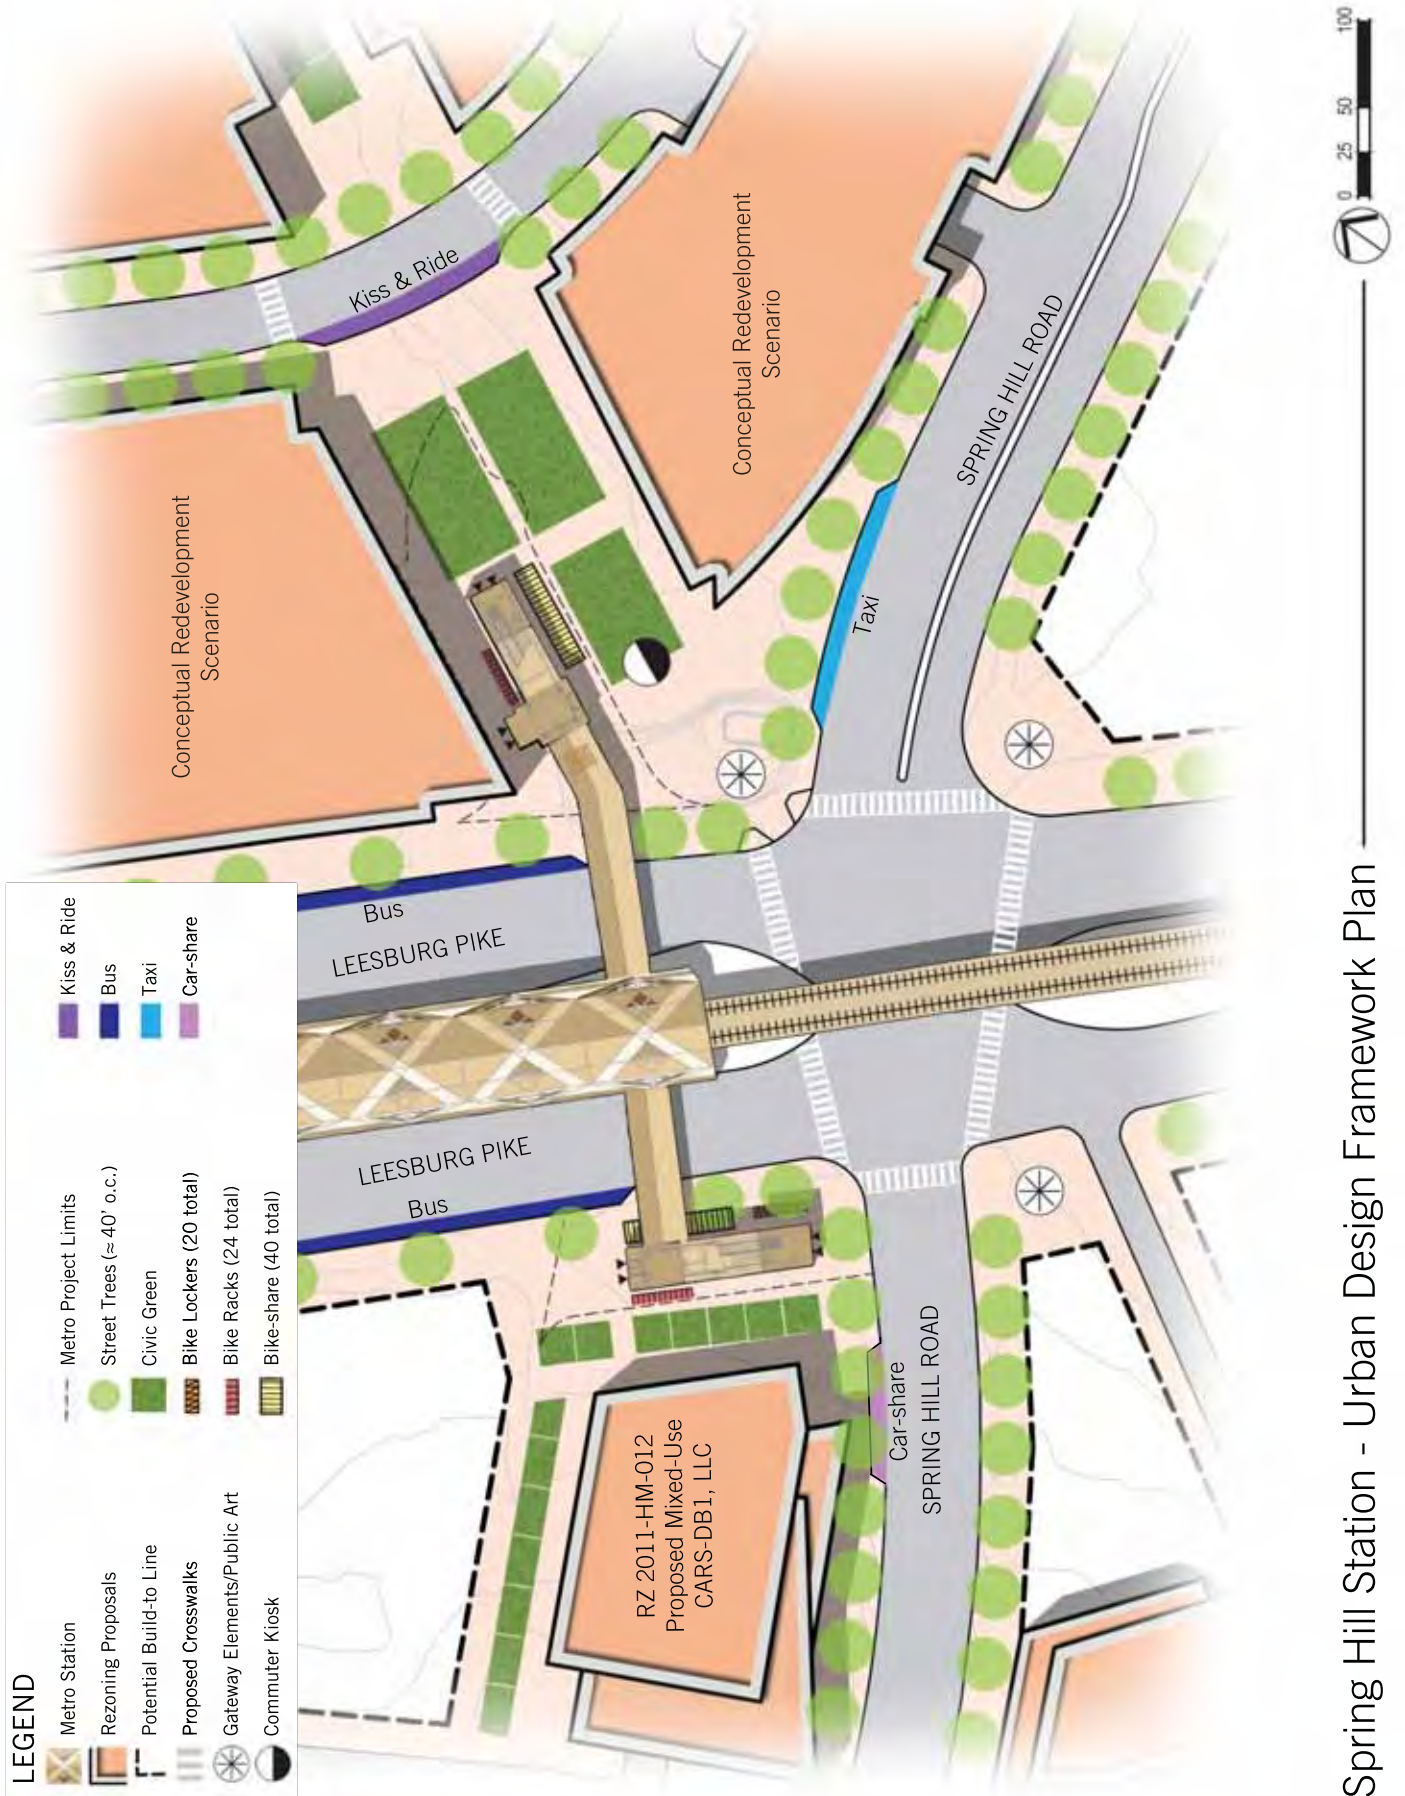 LEGEND
Metro Station
Rezoning Proposals
Potential Build-to Line
Proposed Crosswalks
Gateway Elements/Public Art
Commuter Kiosk
Metro Project Limits
Street Trees (≈40' o.c.)
Civic Green
Bike Lockers (20 total)
Bike Racks (24 total)
Bike-share (40 total)
Kiss & Ride
Bus
Taxi
Car-share
Conceptual Redevelopment
Scenario
Kiss & Ride
Conceptual Redevelopment
Scenario
Bus
LEESBURG PIKE
LEESBURG PIKE
Bus
Taxi
SPRING HILL ROAD
RZ 2011-HM-012
Proposed Mixed-Use
CARS-DB1, LLC
Car-share
SPRING HILL ROAD
Spring Hill Station - Urban Design Framework Plan
0 25 50 100